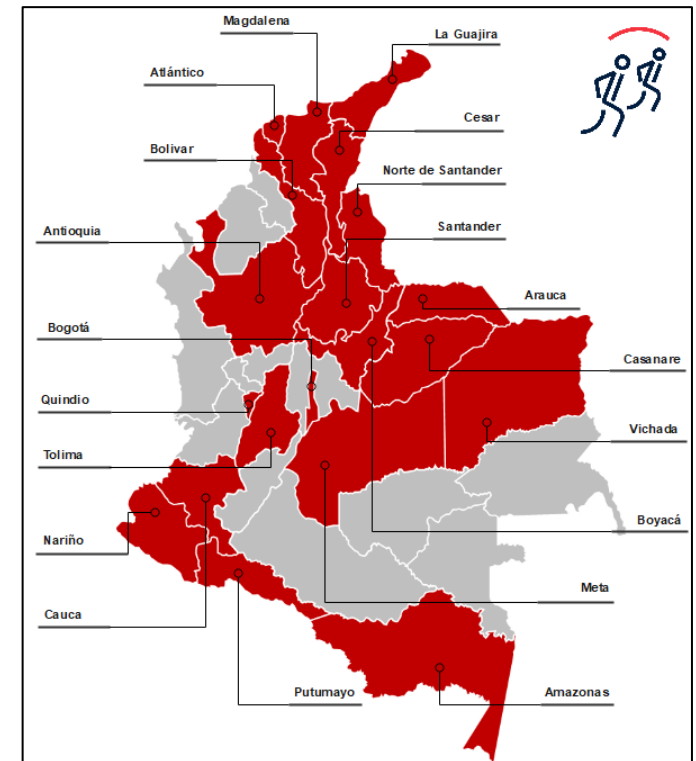 Magdalena
La Guajira
Atlántico
Cesar
Bolivar
Norte de Santander
Antioquia
Santander
Arauca
Bogotá
Casanare
Quindio
Vichada
Tolima
Boyacá
Nariño
Meta
Cauca
Putumayo
Amazonas